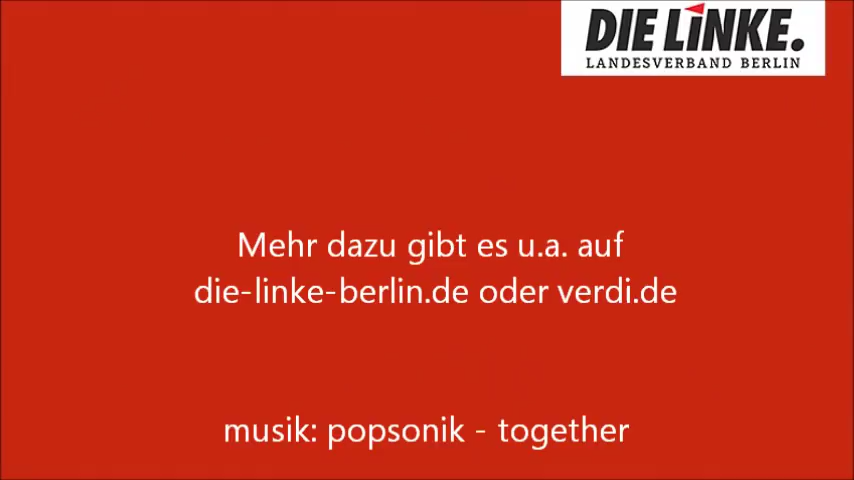 DIE LINKE.
LANDESVERBAND BERLIN
Mehr dazu gibt es u.a. auf
die-linke-berlin.de oder verdi.de
musik: popsonik - together